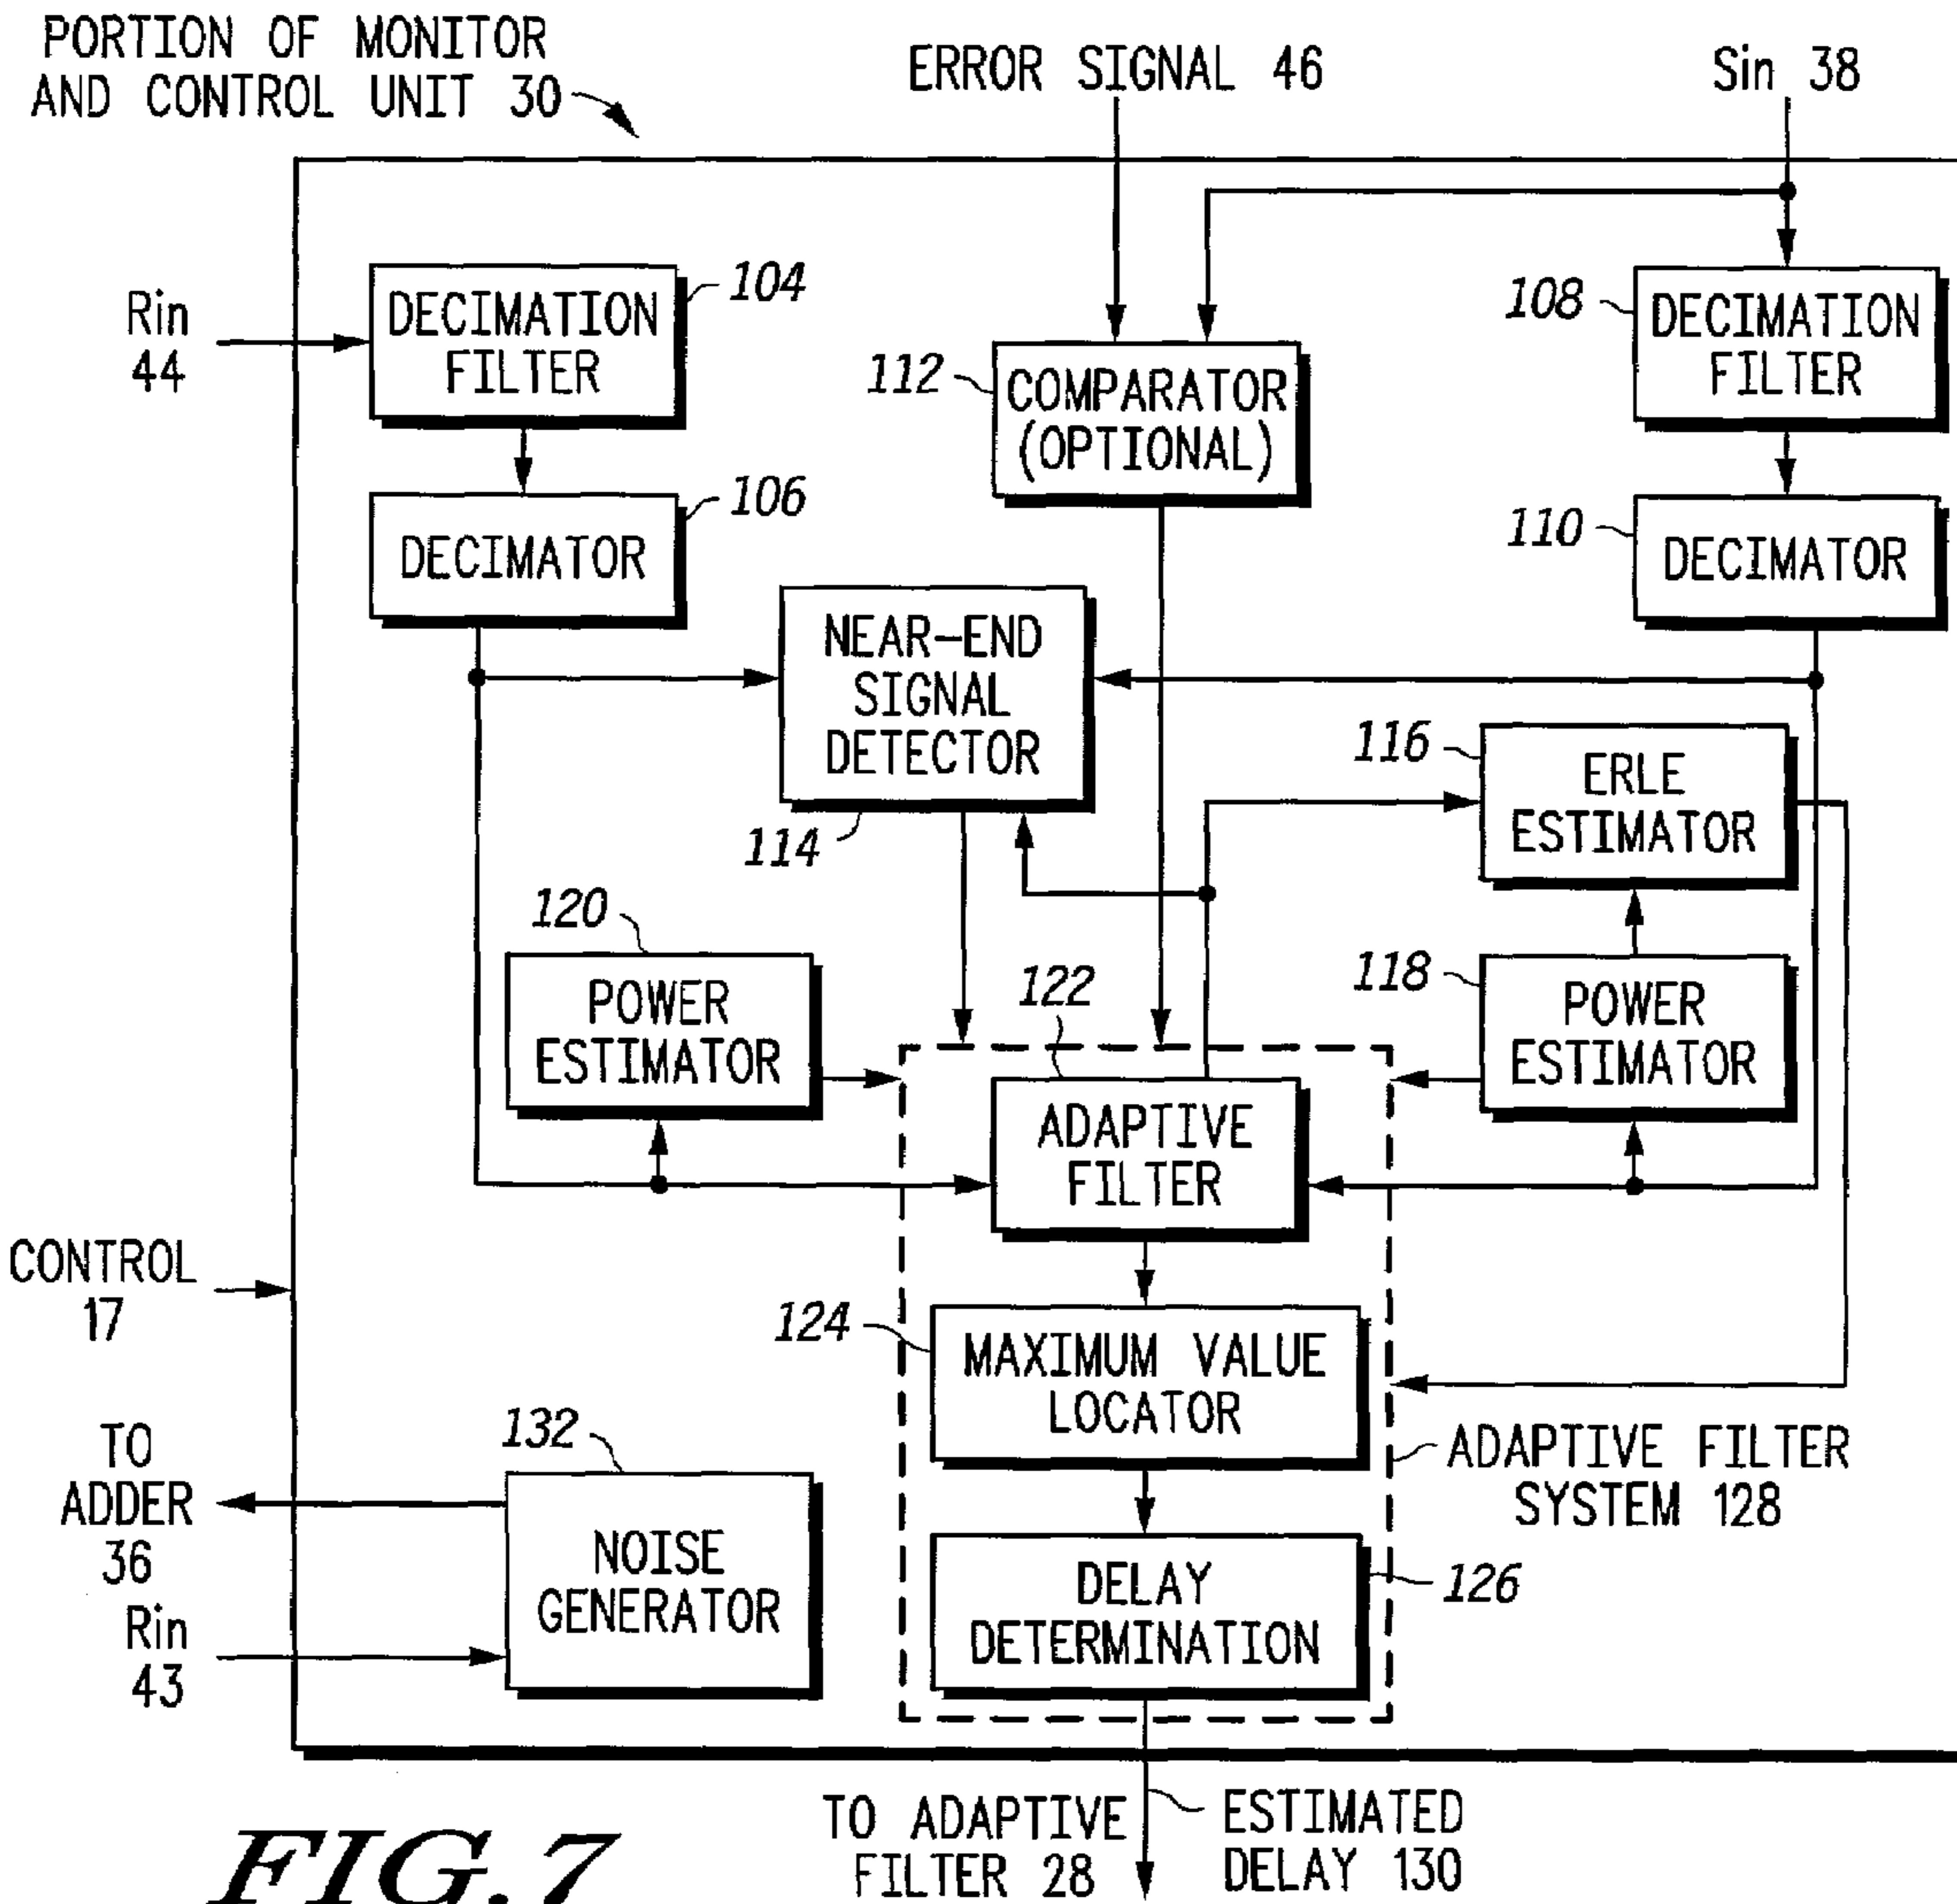 PORTION OF MONITOR
AND CONTROL UNIT 30
ERROR SIGNAL 46
Sin 38
Rin
44
DECIMATION
FILTER
104
108
DECIMATION
FILTER
112
COMPARATOR
(OPTIONAL)
DECIMATOR
106
110
DECIMATOR
NEAR-END
SIGNAL
DETECTOR
114
116
ERLE
ESTIMATOR
120
POWER
ESTIMATOR
122
118
POWER
ESTIMATOR
ADAPTIVE
FILTER
CONTROL
17
124
MAXIMUM VALUE
LOCATOR
ADAPTIVE FILTER
SYSTEM 128
TO
ADDER
36
132
NOISE
GENERATOR
Rin
43
DELAY
DETERMINATION
126
TO ADAPTIVE
FILTER 28
ESTIMATED
DELAY 130
FIG. 7